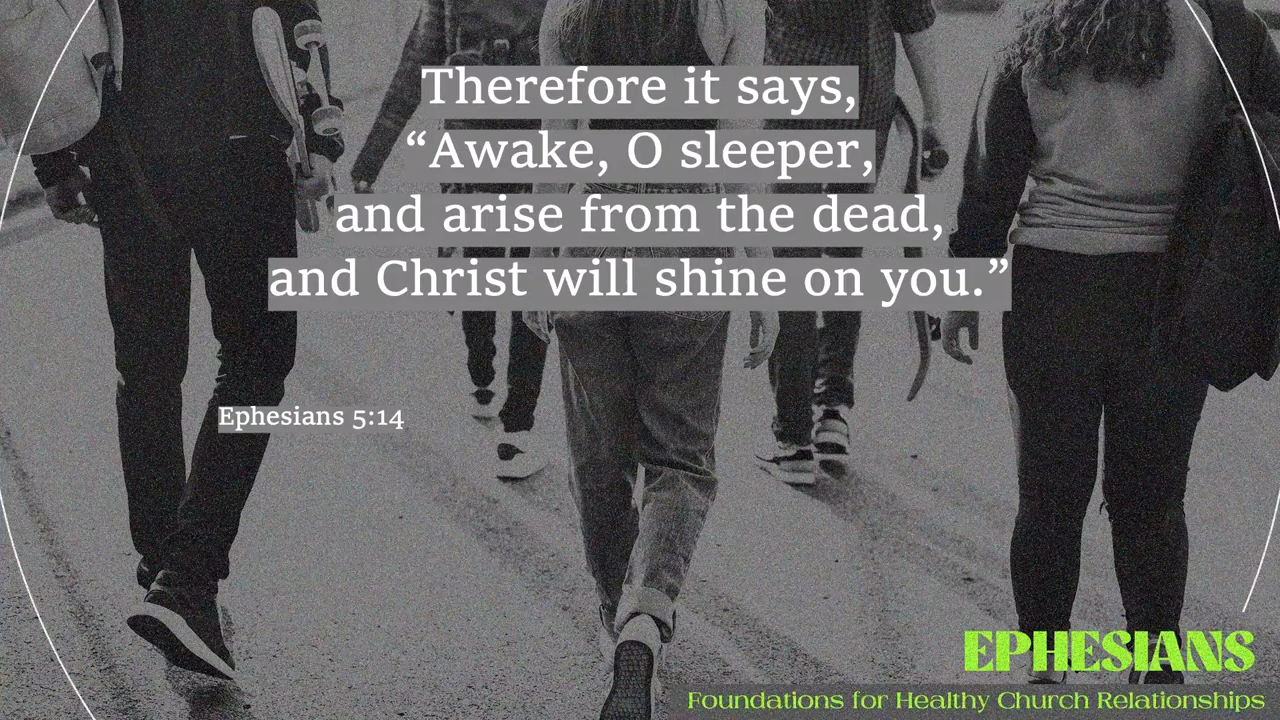 Therefore it says,
“Awake, O sleeper,
and arise from the dead,
and Christ will shine on you.”
Ephesians 5:14
EPHESIANS
Foundations for Healthy Church Relationships